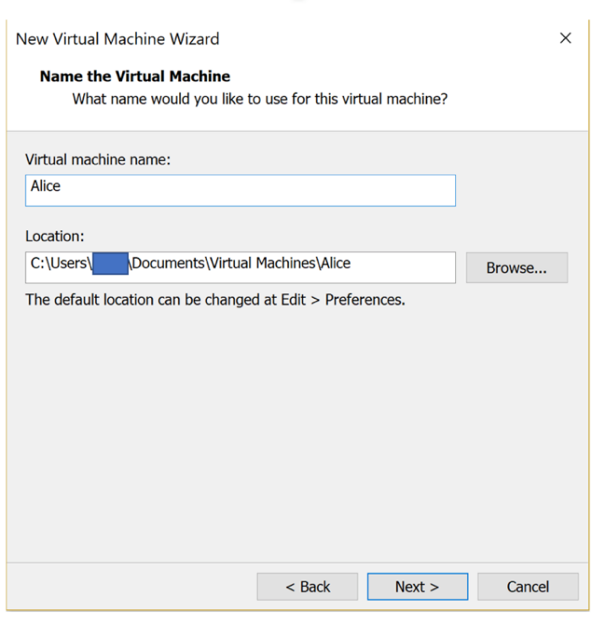 New Virtual Machine Wizard
Name the Virtual Machine
What name would you like to use for this virtual machine?
Virtual machine name:
Alice
Location:
C:\Users\ \Documents\Virtual Machines\Alice
Browse...
The default location can be changed at Edit > Preferences.
< Back Next > Cancel